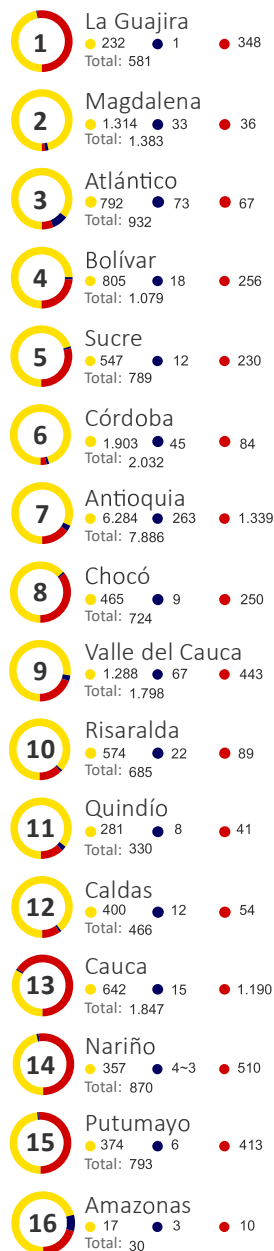 1 La Guajira
232 1 348
Total: 581
2 Magdalena
1.314 33 36
Total: 1.383
3 Atlántico
792 73 67
Total: 932
4 Bolívar
805 18 256
Total: 1.079
5 Sucre
547 12 230
Total: 789
6 Córdoba
1.903 45 84
Total: 2.032
7 Antioquia
6.284 263 1.339
Total: 7.886
8 Chocó
465 9 250
Total: 724
9 Valle del Cauca
1.288 67 443
Total: 1.798
10 Risaralda
574 22 89
Total: 685
11 Quindío
281 8 41
Total: 330
12 Caldas
400 12 54
Total: 466
13 Cauca
642 15 1.190
Total: 1.847
14 Nariño
357 4~3 510
Total: 870
15 Putumayo
374 6 413
Total: 793
16 Amazonas
17 3 10
Total: 30